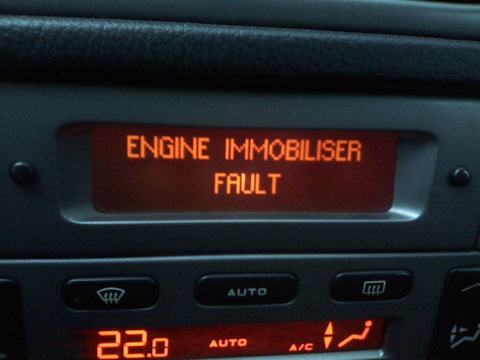 ENGINE IMMOBILISER
FAULT
AUTO
22.0 AUTO A/C